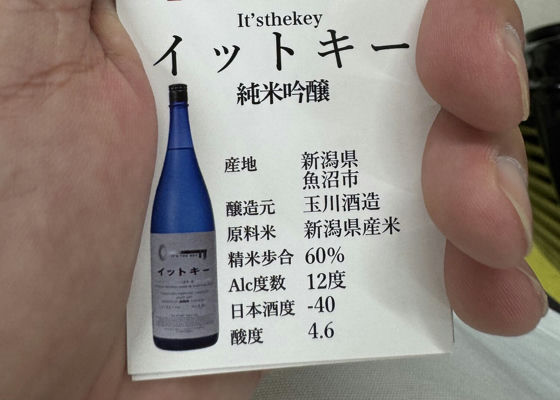 It'sthekey
イットキー
純米吟醸
産地 新潟県
魚沼市
醸造元 玉川酒造
原料米 新潟県産米
精米歩合 60%
Alc度数 12度
日本酒度 -40
酸度 4.6
イットキー